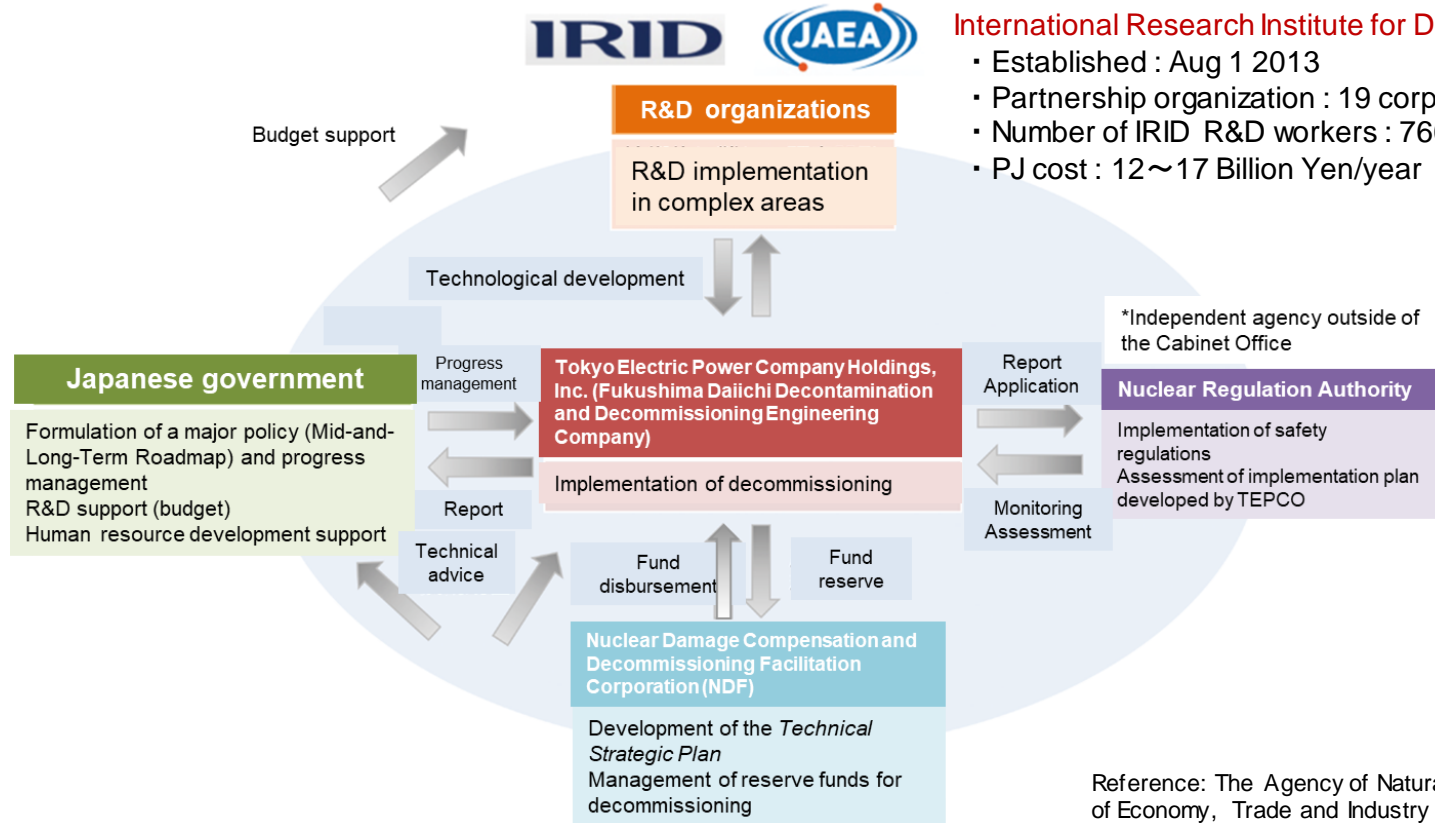 IRID
JAEA
International Research Institute for D
・Established : Aug 1 2013
・Partnership organization : 19 corp
・Number of IRID R&D workers : 76
・PJ cost : 12～17 Billion Yen/year
R&D organizations
R&D implementation
in complex areas
Budget support
Technological development
*Independent agency outside of
the Cabinet Office
Japanese government
Formulation of a major policy (Mid-and-
Long-Term Roadmap) and progress
management
R&D support (budget)
Human resource development support
Progress
management
Report
Technical
advice
Tokyo Electric Power Company Holdings,
Inc. (Fukushima Daiichi Decontamination
and Decommissioning Engineering
Company)
Implementation of decommissioning
Report
Application
Monitoring
Assessment
Nuclear Regulation Authority
Implementation of safety
regulations
Assessment of implementation plan
developed by TEPCO
Fund
disbursement
Fund
reserve
Nuclear Damage Compensation and
Decommissioning Facilitation
Corporation (NDF)
Development of the Technical
Strategic Plan
Management of reserve funds for
decommissioning
Reference: The Agency of Natura
of Economy, Trade and Industry